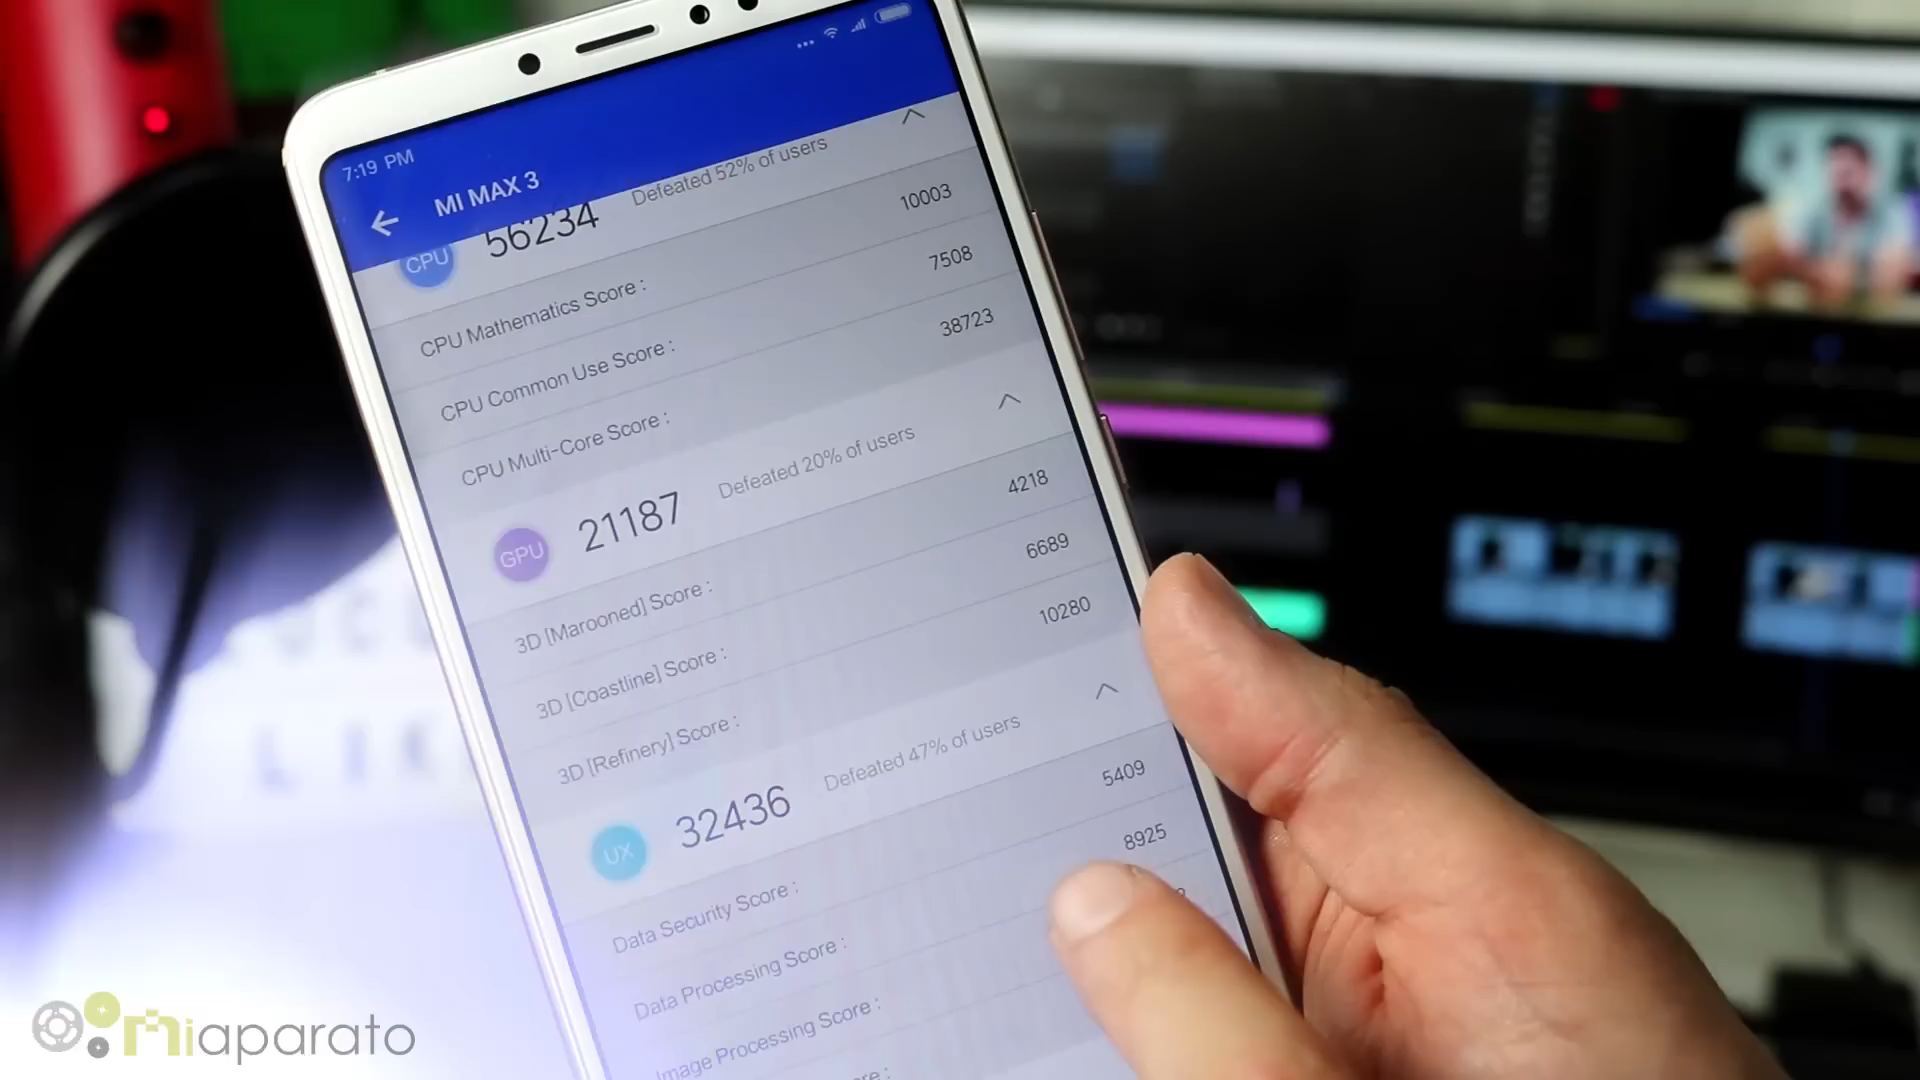 7:19 PM
MI MAX 3
CPU 56234 Defeated 52% of users
CPU Mathematics Score : 10003
CPU Common Use Score : 7508
CPU Multi-Core Score : 38723
GPU 21187 Defeated 20% of users
3D [Marooned] Score : 4218
3D [Coastline] Score : 6689
3D [Refinery] Score : 10280
UX 32436 Defeated 47% of users
Data Security Score : 5409
Data Processing Score : 8925
Image Processing Score :
miaparato